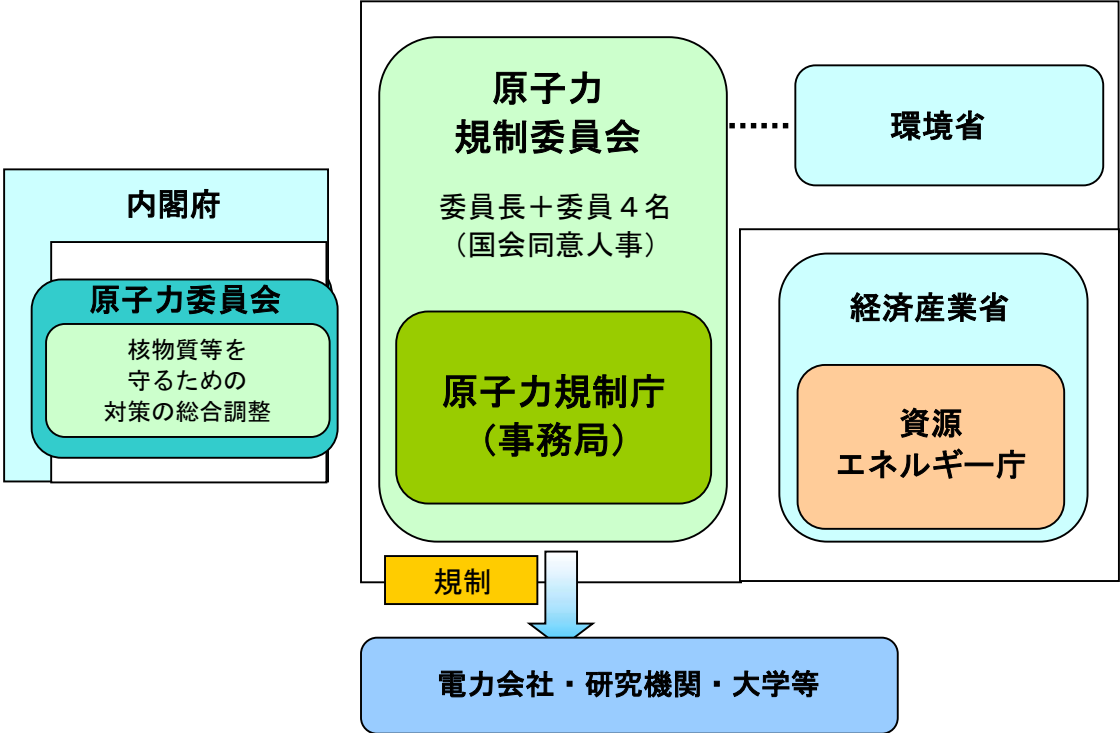 原子力
規制委員会
委員長＋委員４名
（国会同意人事）
原子力規制庁
（事務局）
環境省
内閣府
原子力委員会
核物質等を
守るための
対策の総合調整
経済産業省
資源
エネルギー庁
規制
電力会社・研究機関・大学等